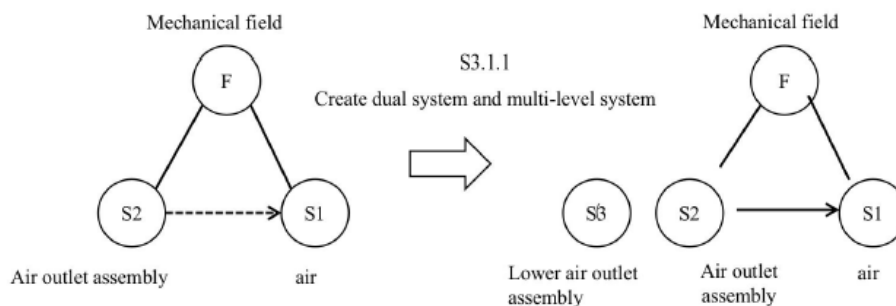 Mechanical field
F
S2
S1
Air outlet assembly
air
S3.1.1
Create dual system and multi-level system
Mechanical field
F
S3
S2
S1
Lower air outlet
assembly
Air outlet
assembly
air